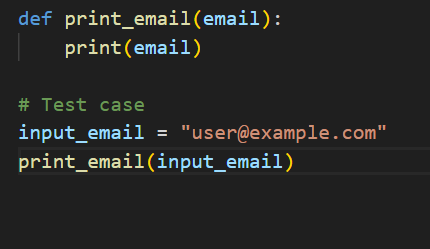 def print_email(email):
    print(email)
# Test case
input_email = "user@example.com"
print_email(input_email)